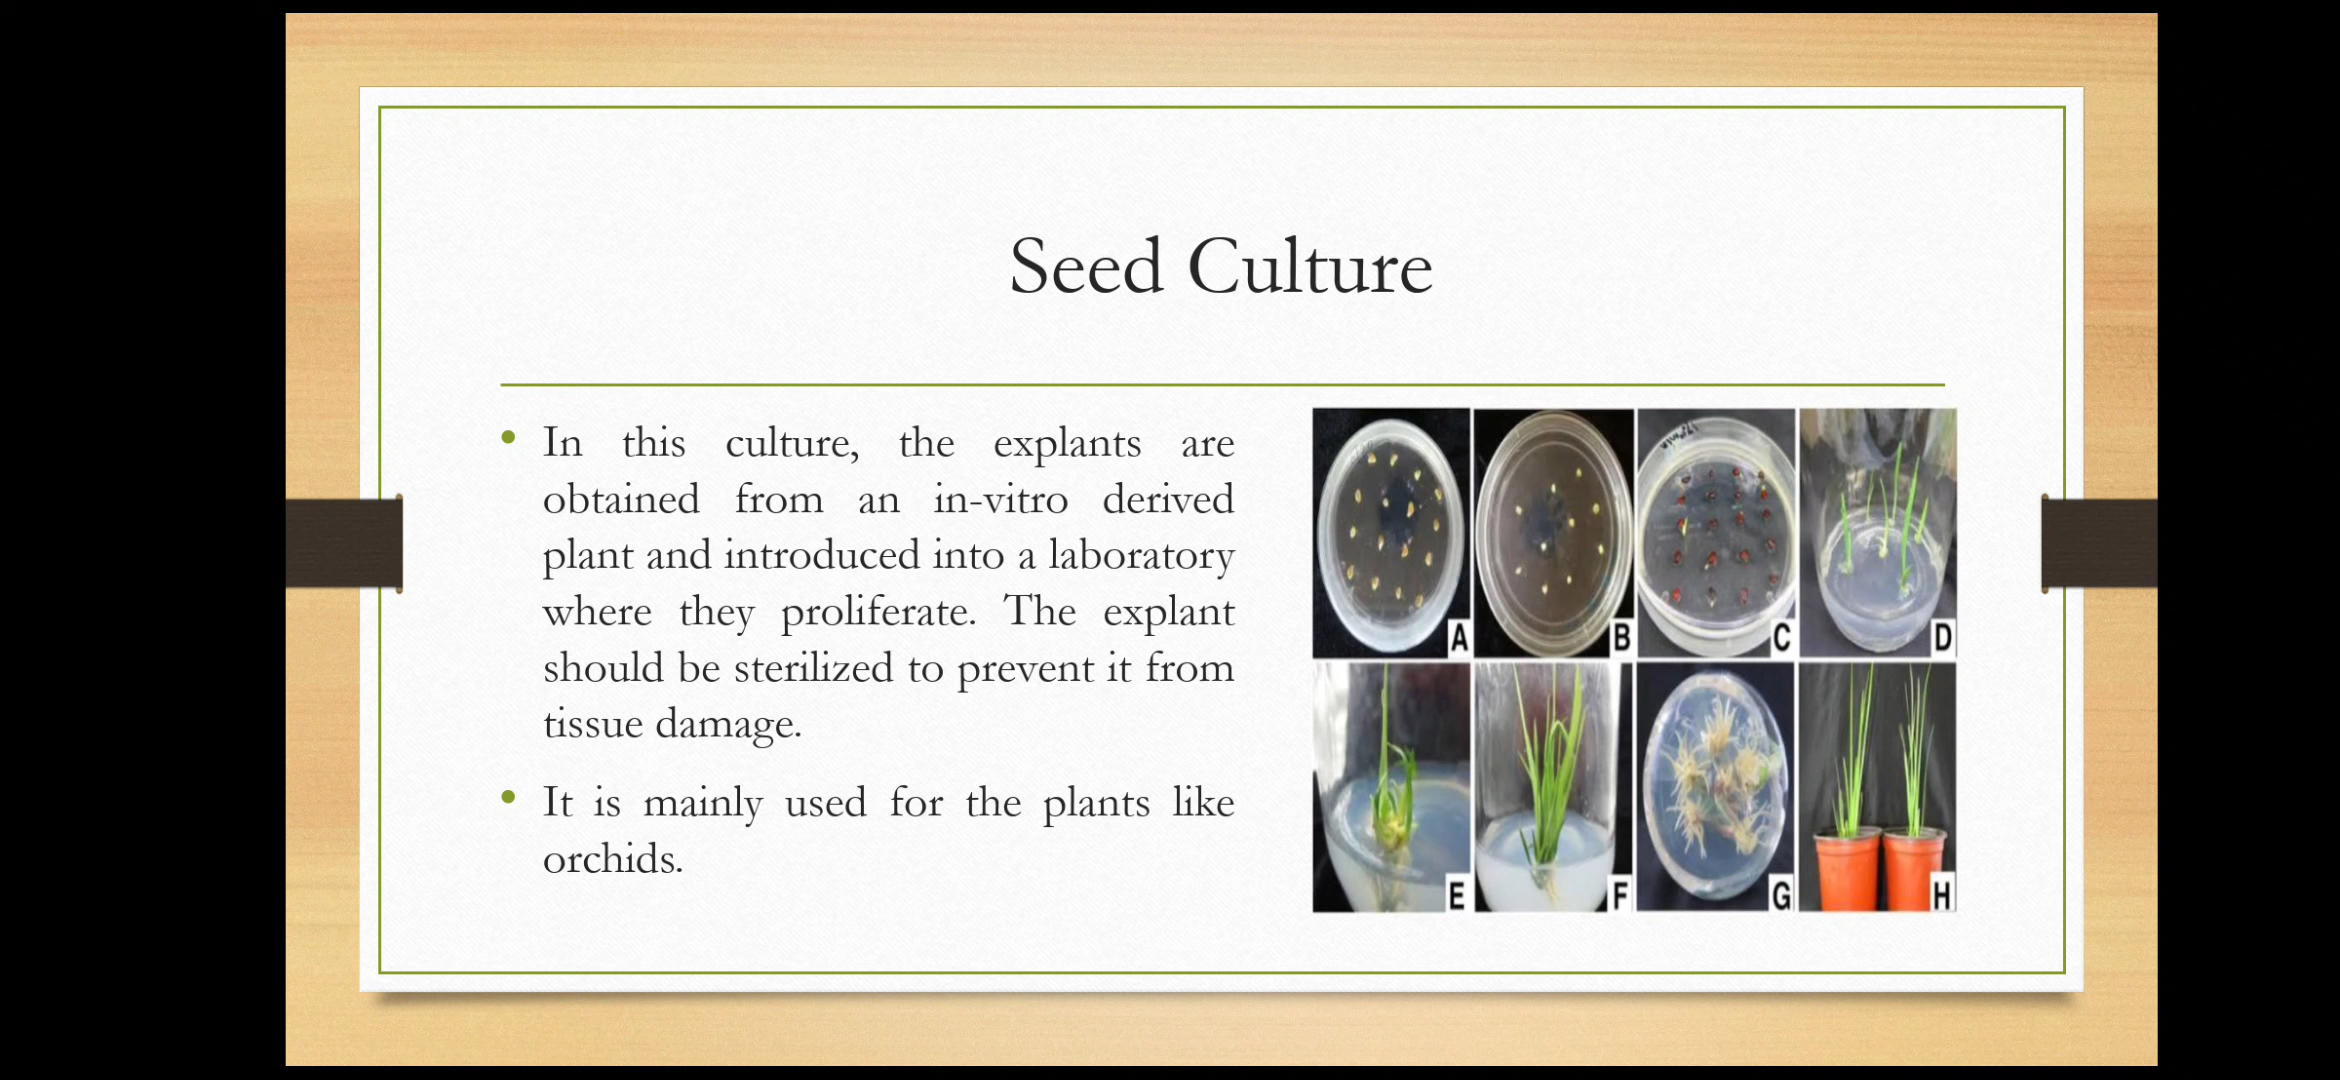 Seed Culture
• In this culture, the explants are
obtained from an in-vitro derived
plant and introduced into a laboratory
where they proliferate. The explant
should be sterilized to prevent it from
tissue damage.
• It is mainly used for the plants like
orchids.
A B C D
E F G H